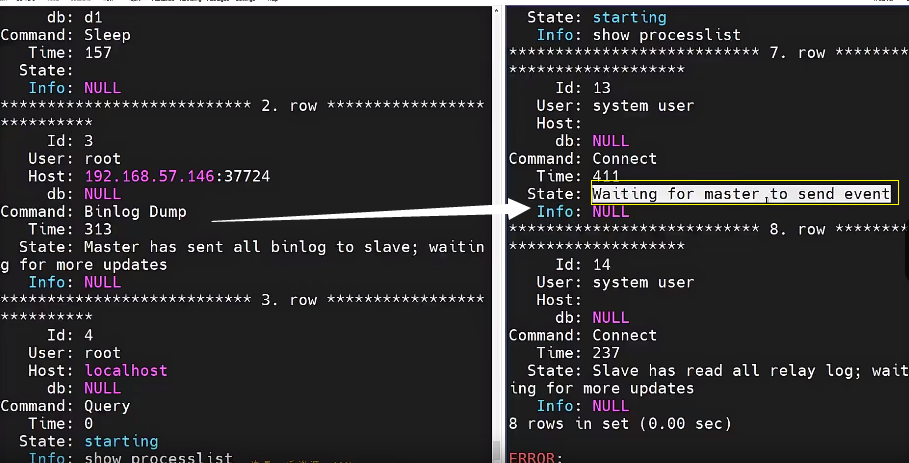 db: d1
Command: Sleep
Time: 157
State:
Info: NULL
*************************** 2. row *****************
**********
Id: 3
User: root
Host: 192.168.57.146:37724
db: NULL
Command: Binlog Dump
Time: 313
State: Master has sent all binlog to slave; waitin
g for more updates
Info: NULL
*************************** 3. row *****************
**********
Id: 4
User: root
Host: localhost
db: NULL
Command: Query
Time: 0
State: starting
Info: show processlist
State: starting
Info: show processlist
*************************** 7. row ********
*******************
Id: 13
User: system user
Host:
db: NULL
Command: Connect
Time: 411
State: Waiting for master to send event
Info: NULL
*************************** 8. row ********
*******************
Id: 14
User: system user
Host:
db: NULL
Command: Connect
Time: 237
State: Slave has read all relay log; wait
ing for more updates
Info: NULL
8 rows in set (0.00 sec)
ERROR: